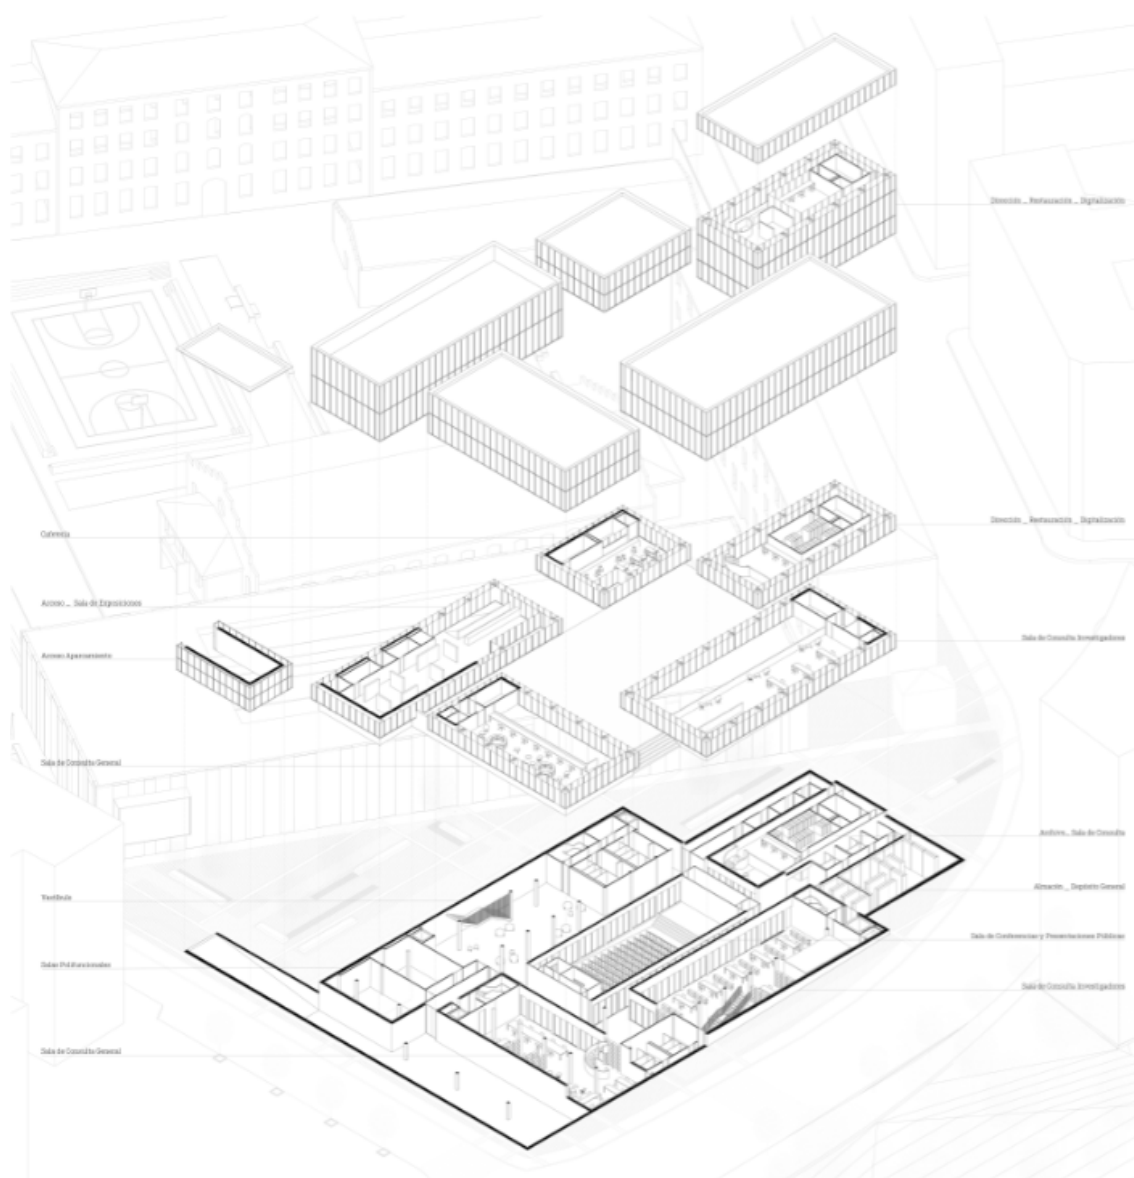 Dirección _ Restauración _ Digitalización
Cafetería
Dirección _ Restauración _ Digitalización
Acceso _ Sala de Exposiciones
Sala de Consulta Investigadores
Acceso Aparcamiento
Sala de Consulta General
Archivo _ Sala de Consulta
Almacén _ Depósito General
Vestíbulo
Sala de Conferencias y Presentaciones Públicas
Salas Polifuncionales
Sala de Consulta Investigadores
Sala de Consulta General